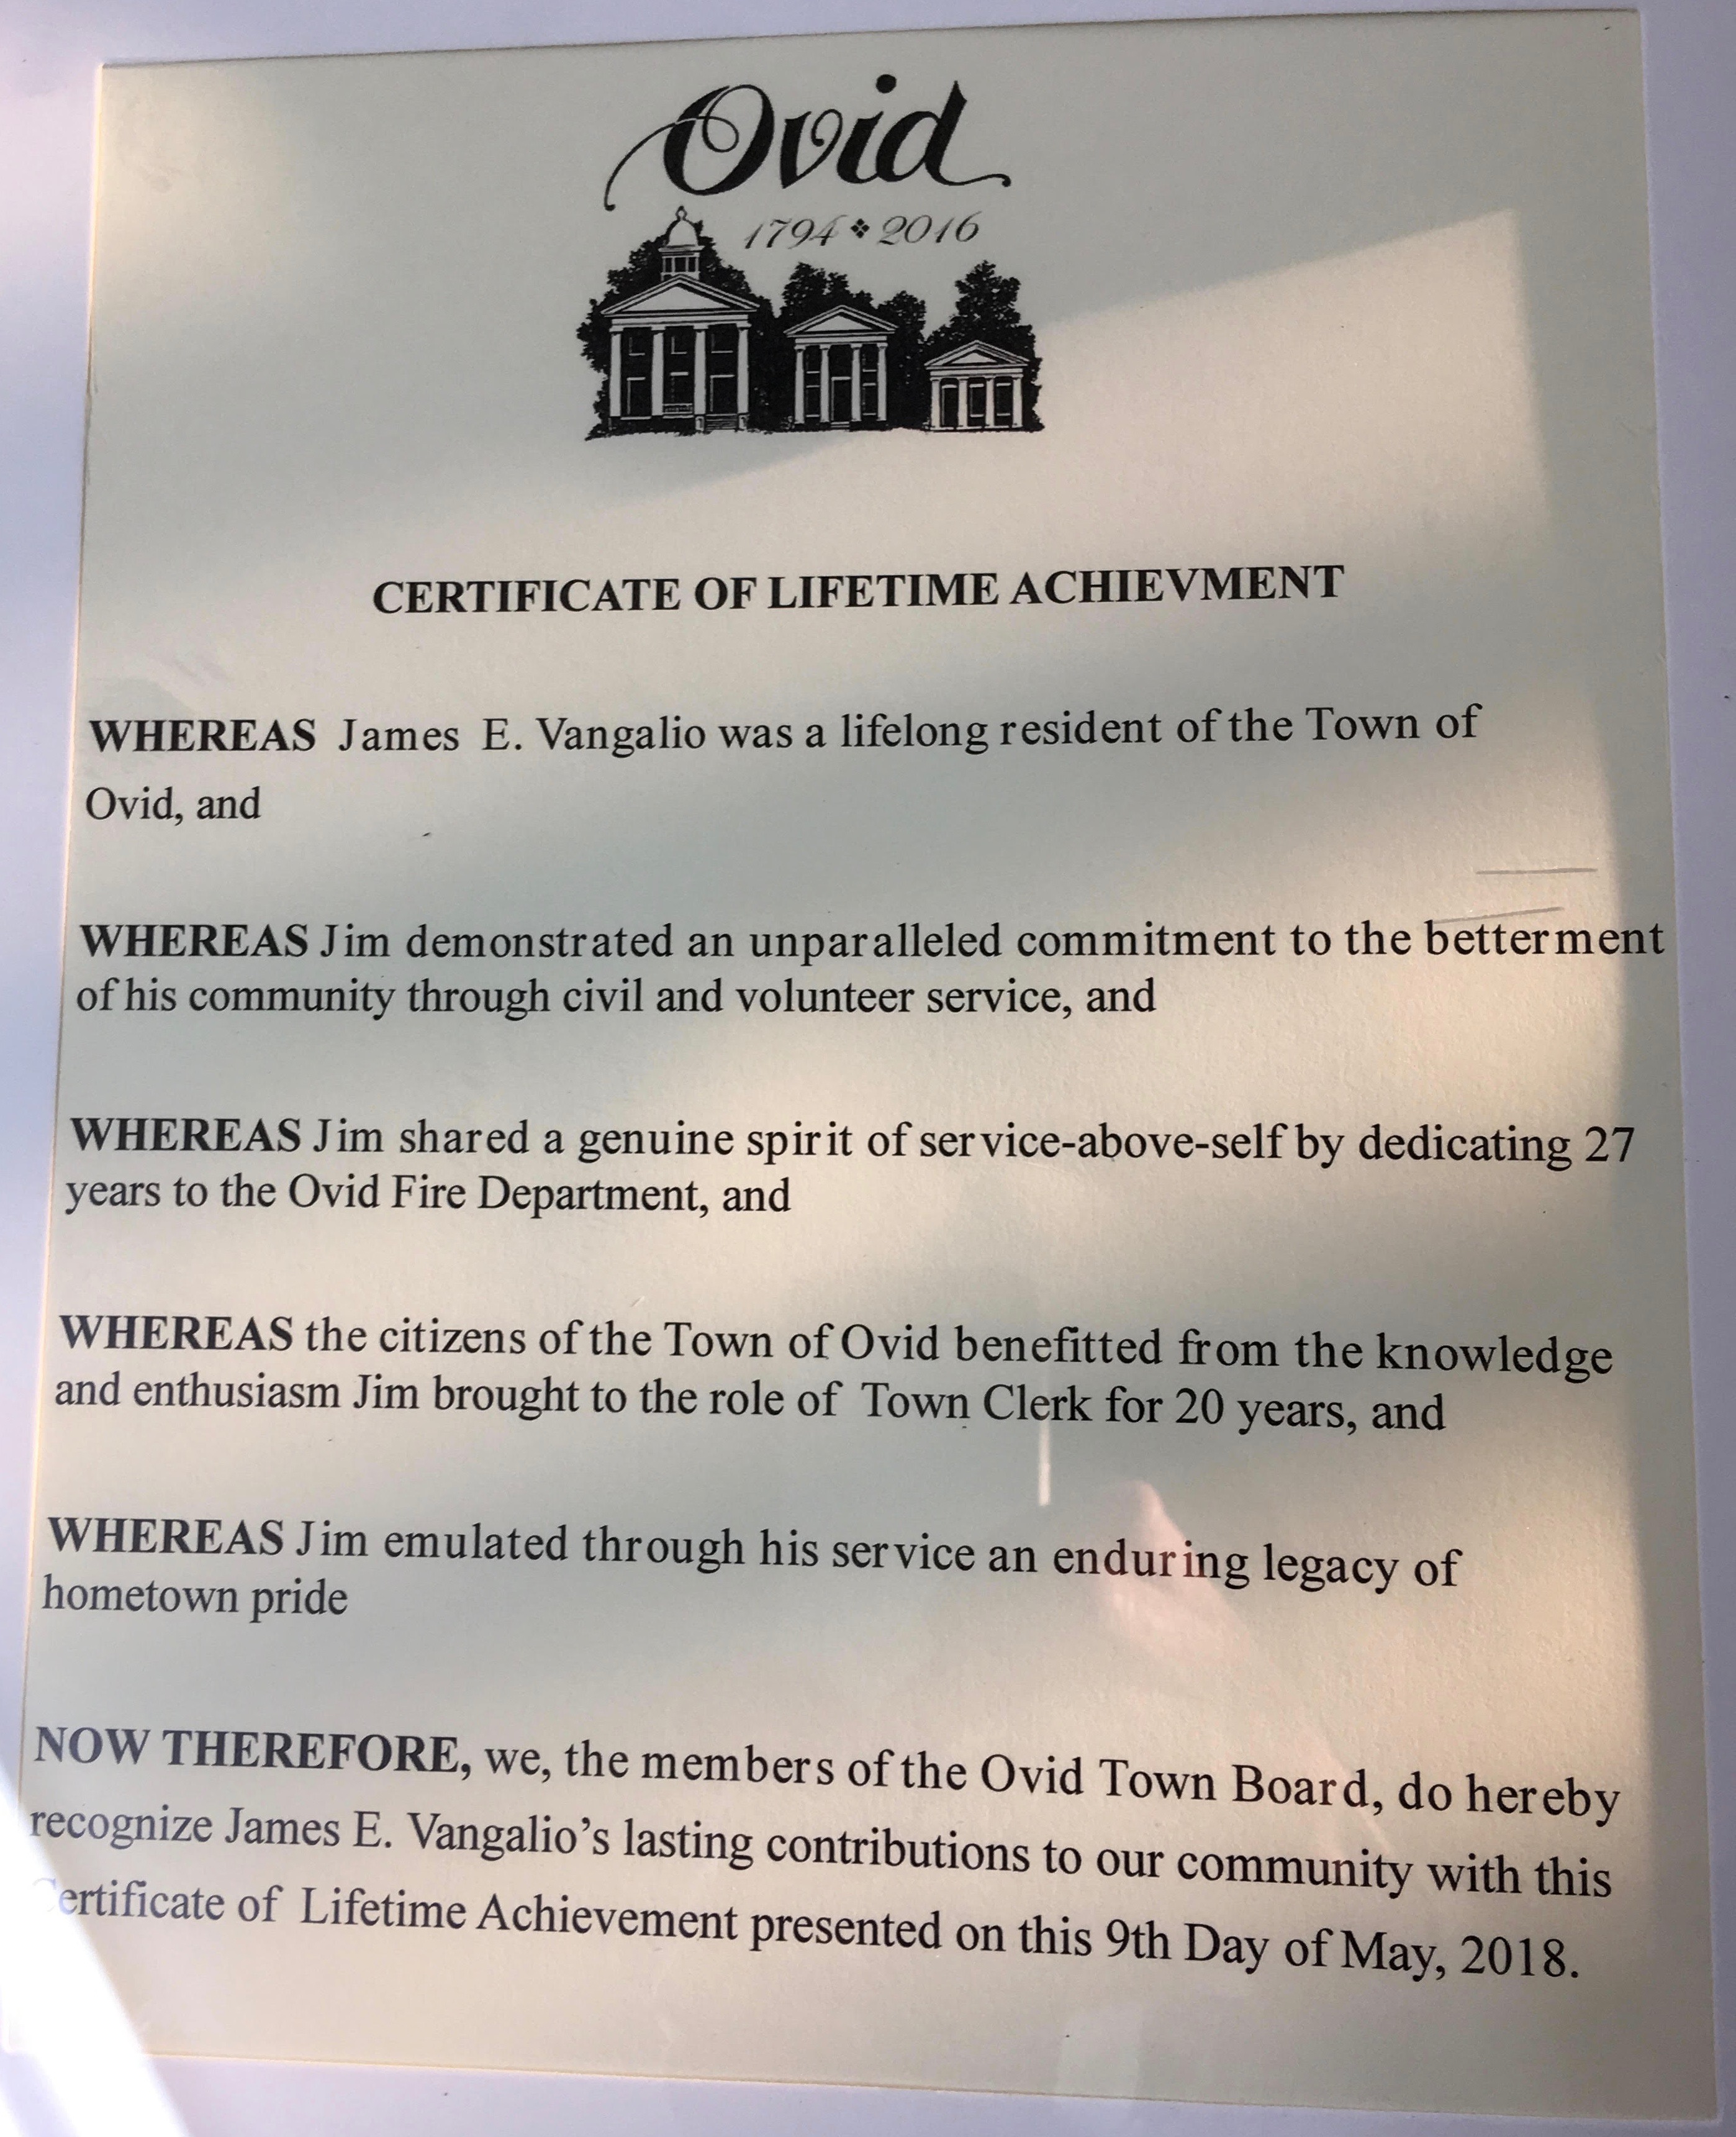 Ovid
1794 ❖ 2016
CERTIFICATE OF LIFETIME ACHIEVMENT
WHEREAS James E. Vangalio was a lifelong resident of the Town of
Ovid, and
WHEREAS Jim demonstrated an unparalleled commitment to the betterment
of his community through civil and volunteer service, and
WHEREAS Jim shared a genuine spirit of service-above-self by dedicating 27
years to the Ovid Fire Department, and
WHEREAS the citizens of the Town of Ovid benefitted from the knowledge
and enthusiasm Jim brought to the role of Town Clerk for 20 years, and
WHEREAS Jim emulated through his service an enduring legacy of
hometown pride
NOW THEREFORE, we, the members of the Ovid Town Board, do hereby
recognize James E. Vangalio’s lasting contributions to our community with this
Certificate of Lifetime Achievement presented on this 9th Day of May, 2018.